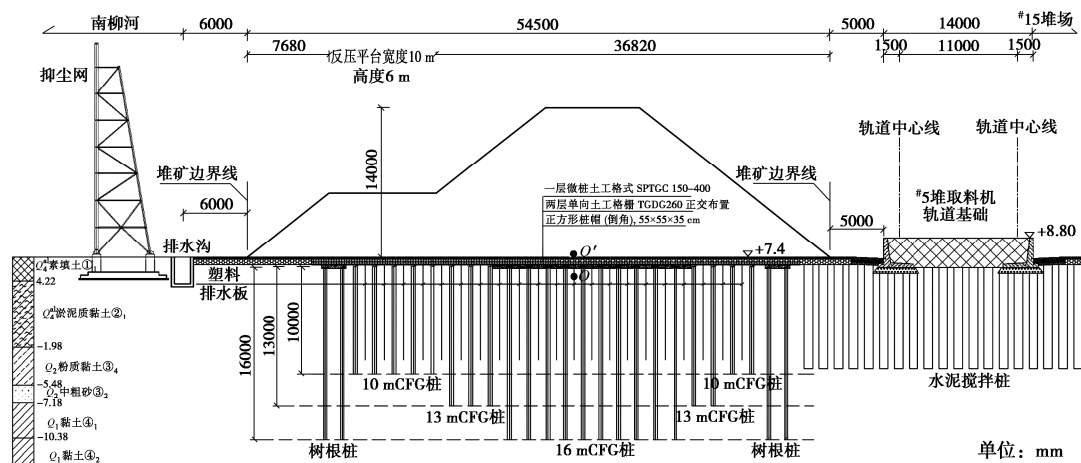 南柳河
6000
54500
5000
14000
#15堆场
7680
反压平台宽度10 m
高度6 m
36820
1500
11000
1500
抑尘网
轨道中心线
轨道中心线
14000
堆矿边界线
堆矿边界线
一层微桩土工格式 SPTGC 150-400
两层单向土工格栅 TGDG260 正交布置
正方形桩帽 (倒角), 55×55×35 cm
#5堆取料机
轨道基础
6000
5000
+8.80
排水沟
O′
+7.4
O
塑料
排水板
Q₄ᵐˡ素填土①₁
4.22
Q₄ᵃˡ淤泥质黏土②₁
-1.98
Q₂粉质黏土③₄
-5.48
Q₂中粗砂③₂
-7.18
Q₁黏土④₁
-10.38
Q₁黏土④₂
16000
13000
10000
10 mCFG桩
10 mCFG桩
水泥搅拌桩
13 mCFG桩
13 mCFG桩
树根桩
16 mCFG桩
树根桩
单位：mm